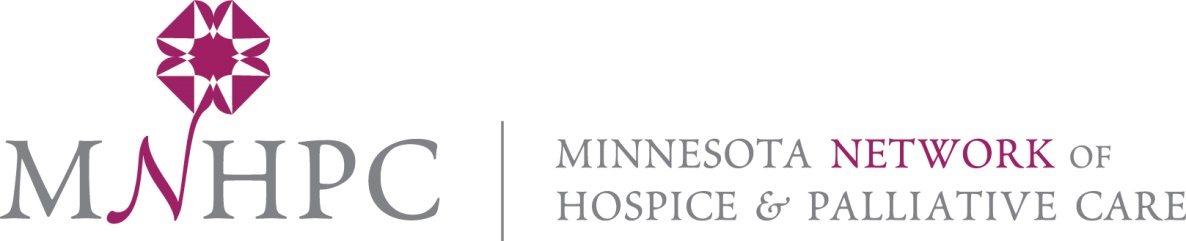 MNHPC
MINNESOTA NETWORK OF
HOSPICE & PALLIATIVE CARE